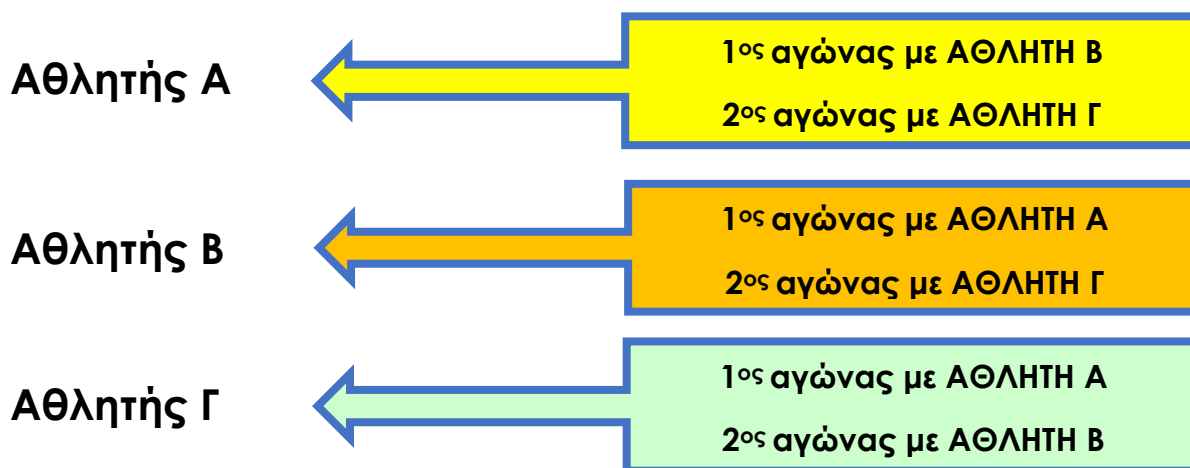 Αθλητής Α
1ος αγώνας με ΑΘΛΗΤΗ Β
2ος αγώνας με ΑΘΛΗΤΗ Γ
Αθλητής Β
1ος αγώνας με ΑΘΛΗΤΗ Α
2ος αγώνας με ΑΘΛΗΤΗ Γ
Αθλητής Γ
1ος αγώνας με ΑΘΛΗΤΗ Α
2ος αγώνας με ΑΘΛΗΤΗ Β